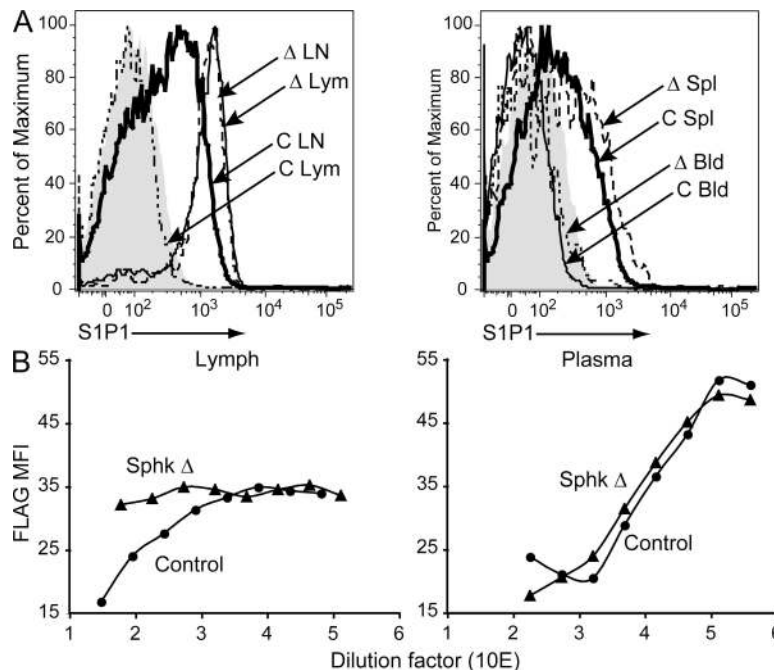 A
Percent of Maximum
100
80
60
40
20
0
0 10² 10³ 10⁴ 10⁵
S1P1
Δ LN
Δ Lym
C LN
C Lym
Percent of Maximum
100
80
60
40
20
0
0 10² 10³ 10⁴ 10⁵
S1P1
Δ Spl
C Spl
Δ Bld
C Bld
B
Lymph
FLAG MFI
55
45
35
25
15
1 2 3 4 5 6
Sphk Δ
Control
Plasma
55
45
35
25
15
1 2 3 4 5 6
Sphk Δ
Control
Dilution factor (10E)